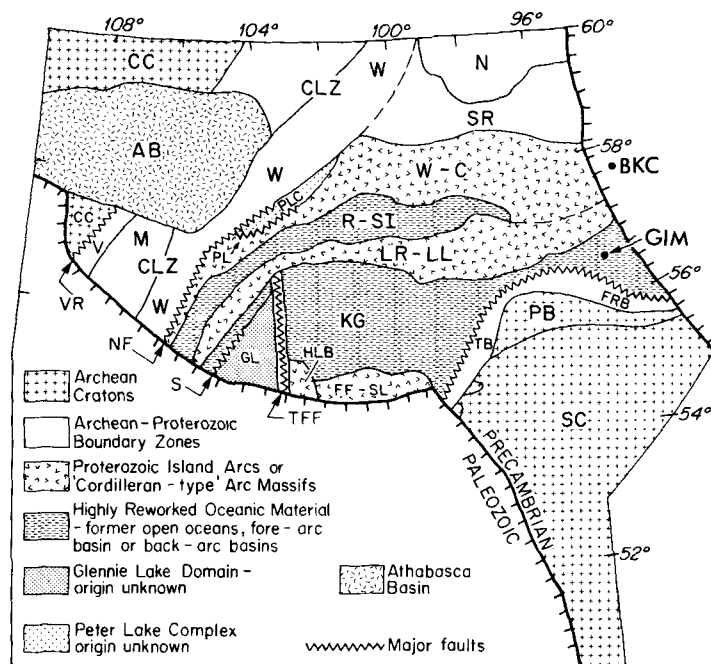 108° 104° 100° 96° 60°
CC
W
N
CLZ
SR
AB
58°
W-C
BKC
W
PLC
CC
R-SI
M
PL
GIM
CLZ
LR-LL
56°
VR
FRB
W
PB
KG
NF
TB
GL
HLB
S
FF-SL
TFF
SC
54°
PRECAMBRIAN
PALEOZOIC
52°
Archean
Cratons
Archean-Proterozoic
Boundary Zones
Proterozoic Island Arcs or
'Cordilleran-type' Arc Massifs
Highly Reworked Oceanic Material
- former open oceans, fore-arc
basin or back-arc basins
Glennie Lake Domain-
origin unknown
Athabasca
Basin
Peter Lake Complex
origin unknown
Major faults